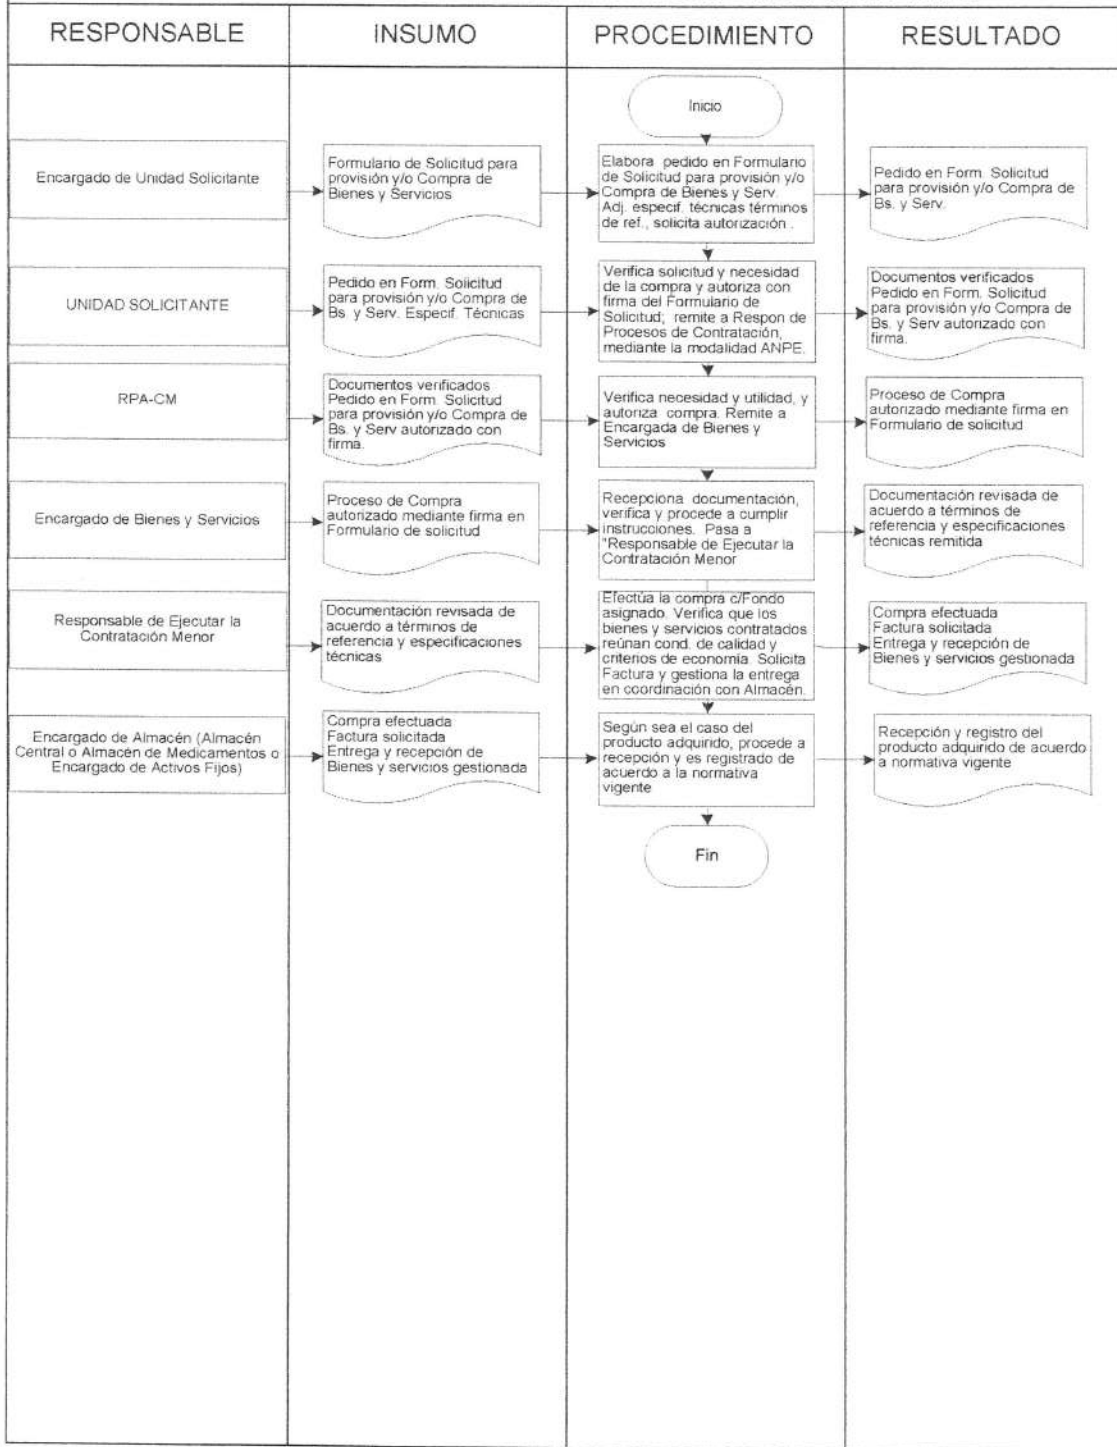 RESPONSABLE
INSUMO
PROCEDIMIENTO
RESULTADO
Inicio
Encargado de Unidad Solicitante
Formulario de Solicitud para
provisión y/o Compra de
Bienes y Servicios
Elabora pedido en Formulario
de Solicitud para provisión y/o
Compra de Bienes y Serv.
Adj. especif. técnicas términos
de ref., solicita autorización .
Pedido en Form. Solicitud
para provisión y/o Compra de
Bs. y Serv.
UNIDAD SOLICITANTE
Pedido en Form. Solicitud
para provisión y/o Compra de
Bs. y Serv. Especif. Técnicas
Verifica solicitud y necesidad
de la compra y autoriza con
firma del Formulario de
Solicitud; remite a Respon de
Procesos de Contratación,
mediante la modalidad ANPE.
Documentos verificados
Pedido en Form. Solicitud
para provisión y/o Compra de
Bs. y Serv autorizado con
firma.
RPA-CM
Documentos verificados
Pedido en Form. Solicitud
para provisión y/o Compra de
Bs. y Serv autorizado con
firma.
Verifica necesidad y utilidad, y
autoriza compra. Remite a
Encargada de Bienes y
Servicios
Proceso de Compra
autorizado mediante firma en
Formulario de solicitud
Encargado de Bienes y Servicios
Proceso de Compra
autorizado mediante firma en
Formulario de solicitud
Recepciona documentación,
verifica y procede a cumplir
instrucciones. Pasa a
"Responsable de Ejecutar la
Contratación Menor
Documentación revisada de
acuerdo a términos de
referencia y especificaciones
técnicas remitida
Responsable de Ejecutar la
Contratación Menor
Documentación revisada de
acuerdo a términos de
referencia y especificaciones
técnicas
Efectúa la compra c/Fondo
asignado. Verifica que los
bienes y servicios contratados
reúnan cond. de calidad y
criterios de economía. Solicita
Factura y gestiona la entrega
en coordinación con Almacén.
Compra efectuada
Factura solicitada
Entrega y recepción de
Bienes y servicios gestionada
Encargado de Almacén (Almacén
Central o Almacén de Medicamentos o
Encargado de Activos Fijos)
Compra efectuada
Factura solicitada
Entrega y recepción de
Bienes y servicios gestionada
Según sea el caso del
producto adquirido, procede a
recepción y es registrado de
acuerdo a la normativa
vigente
Recepción y registro del
producto adquirido de acuerdo
a normativa vigente
Fin